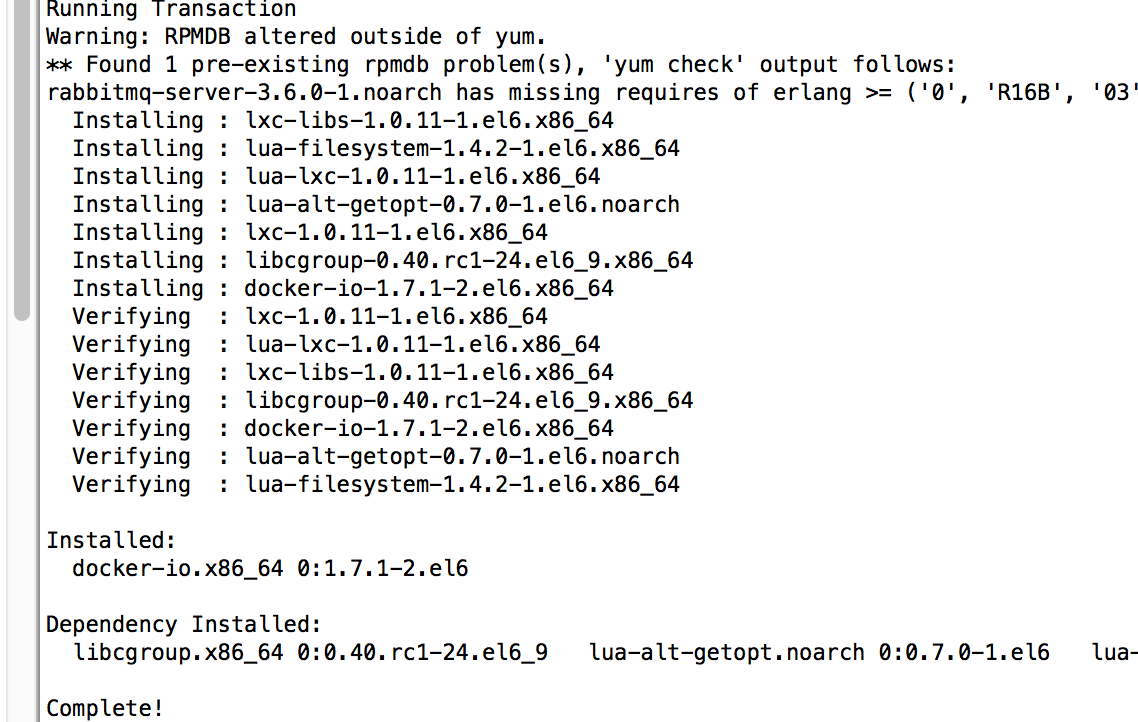 Running Transaction
Warning: RPMDB altered outside of yum.
** Found 1 pre-existing rpmdb problem(s), 'yum check' output follows:
rabbitmq-server-3.6.0-1.noarch has missing requires of erlang >= ('0', 'R16B', '03'
  Installing : lxc-libs-1.0.11-1.el6.x86_64
  Installing : lua-filesystem-1.4.2-1.el6.x86_64
  Installing : lua-lxc-1.0.11-1.el6.x86_64
  Installing : lua-alt-getopt-0.7.0-1.el6.noarch
  Installing : lxc-1.0.11-1.el6.x86_64
  Installing : libcgroup-0.40.rc1-24.el6_9.x86_64
  Installing : docker-io-1.7.1-2.el6.x86_64
  Verifying  : lxc-1.0.11-1.el6.x86_64
  Verifying  : lua-lxc-1.0.11-1.el6.x86_64
  Verifying  : lxc-libs-1.0.11-1.el6.x86_64
  Verifying  : libcgroup-0.40.rc1-24.el6_9.x86_64
  Verifying  : docker-io-1.7.1-2.el6.x86_64
  Verifying  : lua-alt-getopt-0.7.0-1.el6.noarch
  Verifying  : lua-filesystem-1.4.2-1.el6.x86_64

Installed:
  docker-io.x86_64 0:1.7.1-2.el6

Dependency Installed:
  libcgroup.x86_64 0:0.40.rc1-24.el6_9   lua-alt-getopt.noarch 0:0.7.0-1.el6   lua-

Complete!